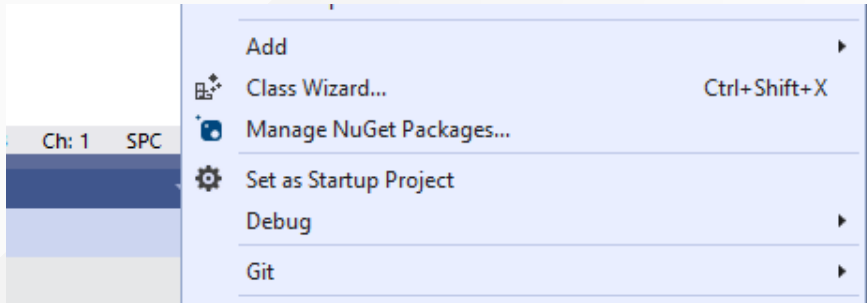 Add
Class Wizard... Ctrl+Shift+X
Manage NuGet Packages...
Ch: 1 SPC
Set as Startup Project
Debug
Git